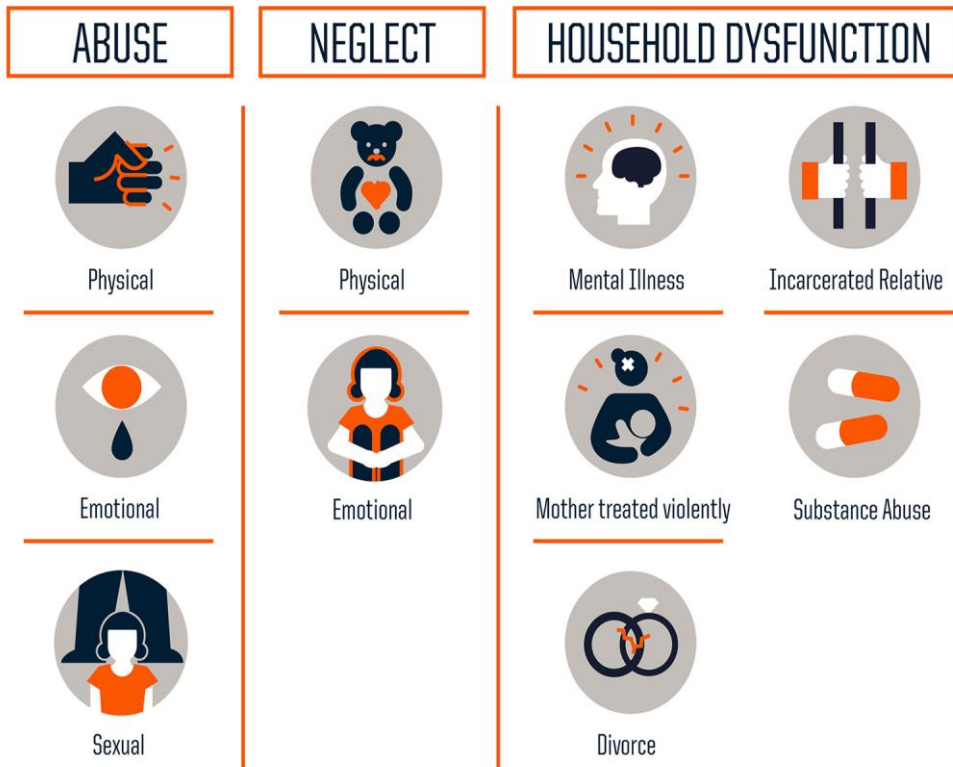 ABUSE
NEGLECT
HOUSEHOLD DYSFUNCTION
Physical
Emotional
Sexual
Physical
Emotional
Mental Illness
Incarcerated Relative
Mother treated violently
Substance Abuse
Divorce